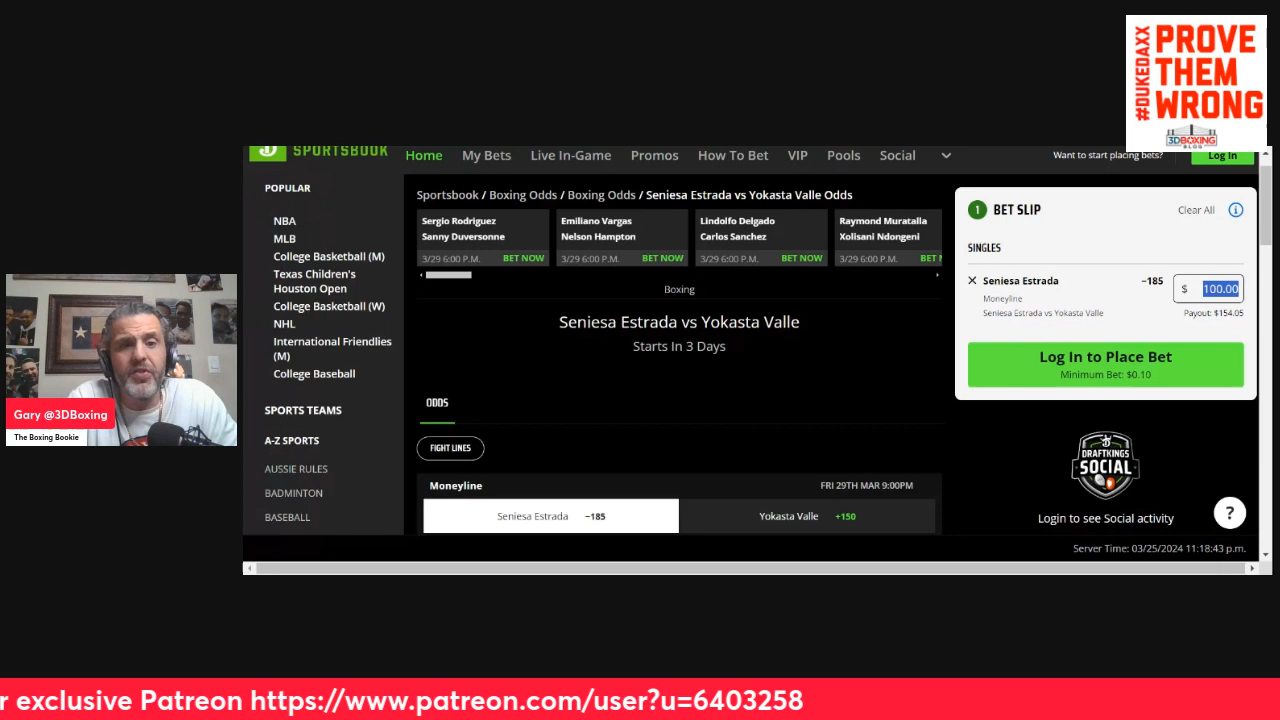 #DUKEDAXX
PROVE
THEM
WRONG
3DBOXING
BLOG
SPORTSBOOK
Home My Bets Live In-Game Promos How To Bet VIP Pools Social
Want to start placing bets?
Log In
POPULAR
NBA
MLB
College Basketball (M)
Texas Children's
Houston Open
College Basketball (W)
NHL
International Friendlies
(M)
College Baseball
SPORTS TEAMS
A-Z SPORTS
AUSSIE RULES
BADMINTON
BASEBALL
Sportsbook / Boxing Odds / Boxing Odds / Seniesa Estrada vs Yokasta Valle Odds
Sergio Rodriguez
Sanny Duversonne
3/29 6:00 P.M. BET NOW
Emiliano Vargas
Nelson Hampton
3/29 6:00 P.M. BET NOW
Lindolfo Delgado
Carlos Sanchez
3/29 6:00 P.M. BET NOW
Raymond Muratalla
Xolisani Ndongeni
3/29 6:00 P.M. BET N
Boxing
Seniesa Estrada vs Yokasta Valle
Starts In 3 Days
ODDS
FIGHT LINES
Moneyline FRI 29TH MAR 9:00PM
Seniesa Estrada −185 Yokasta Valle +150
1 BET SLIP Clear All
SINGLES
Seniesa Estrada −185 $ 100.00
Moneyline
Seniesa Estrada vs Yokasta Valle Payout: $154.05
Log In to Place Bet
Minimum Bet: $0.10
DRAFTKINGS
SOCIAL
Login to see Social activity
?
Server Time: 03/25/2024 11:18:43 p.m.
Gary @3DBoxing
The Boxing Bookie
r exclusive Patreon https://www.patreon.com/user?u=6403258